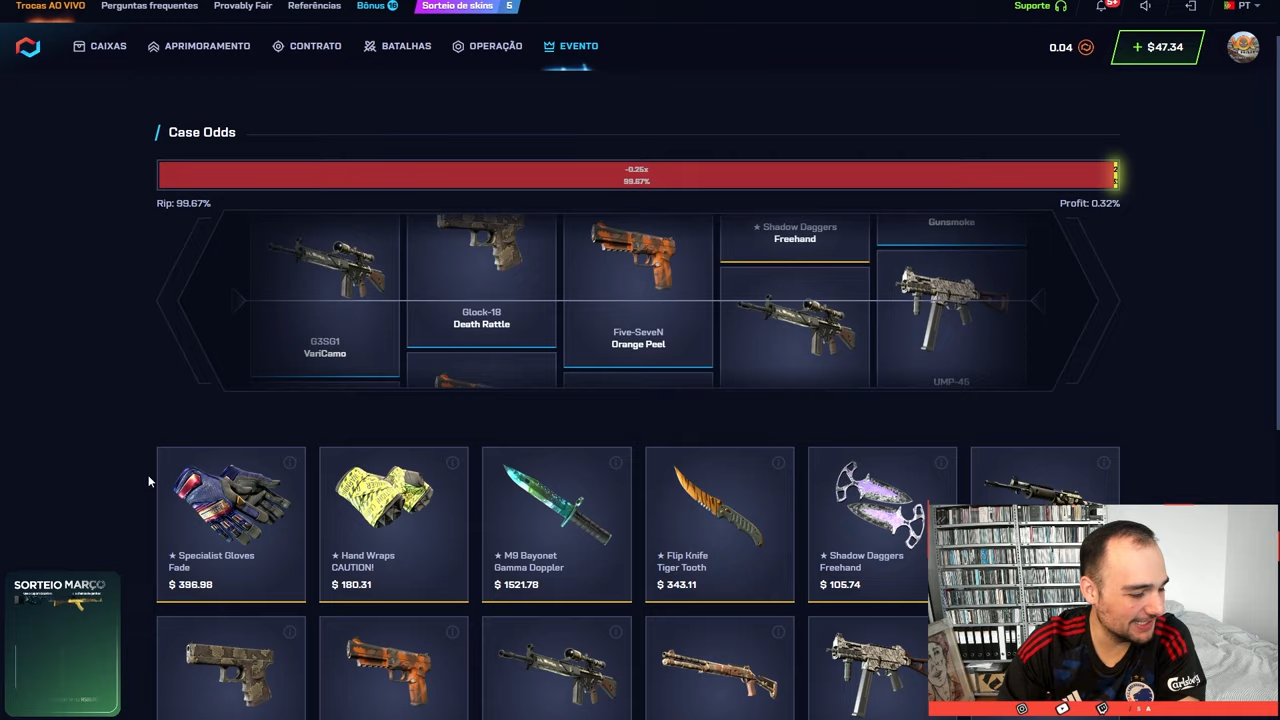 Trocas AO VIVO Perguntas frequentes Provably Fair Referências Bônus 16 Sorteio de skins 5 Suporte 5+ PT
CAIXAS APRIMORAMENTO CONTRATO BATALHAS OPERAÇÃO EVENTO 0.04 + $47.34
Case Odds
-0.25x
99.67%
Rip: 99.67% Profit: 0.32%
★ Shadow Daggers
Freehand
Gunsmoke
Glock-18
Death Rattle
G3SG1
VariCamo
Five-SeveN
Orange Peel
UMP-45
★ Specialist Gloves
Fade
$ 396.98
★ Hand Wraps
CAUTION!
$ 180.31
★ M9 Bayonet
Gamma Doppler
$ 1521.78
★ Flip Knife
Tiger Tooth
$ 343.11
★ Shadow Daggers
Freehand
$ 105.74
SORTEIO MARÇO
Carlsberg